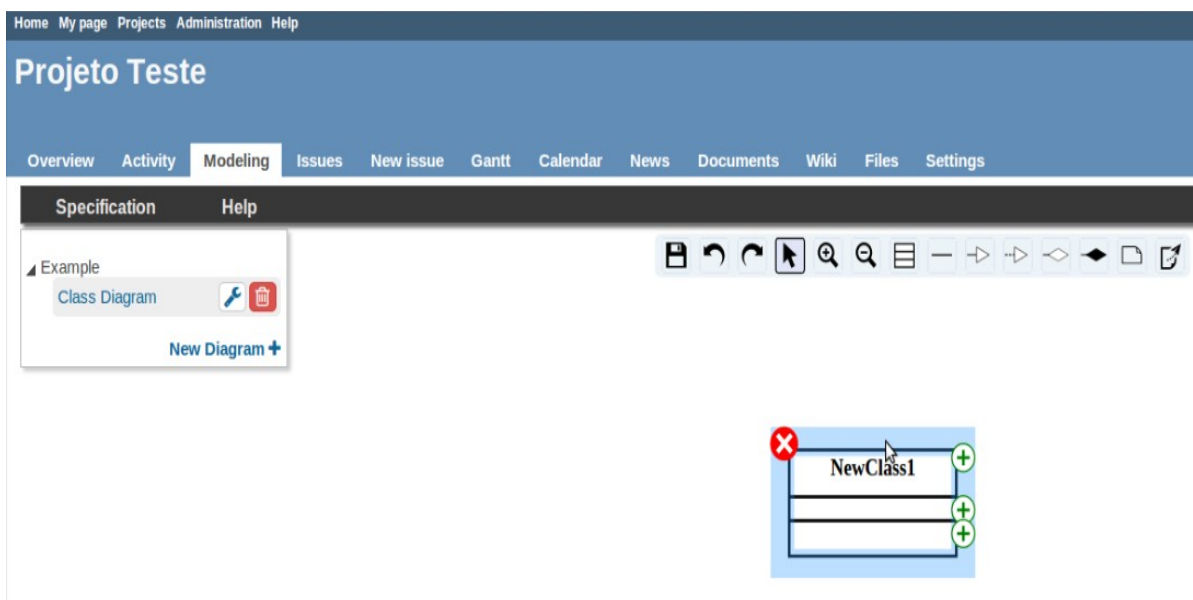 Home My page Projects Administration Help
Projeto Teste
Overview Activity Modeling Issues New issue Gantt Calendar News Documents Wiki Files Settings
Specification Help
Example
Class Diagram
New Diagram +
NewClass1